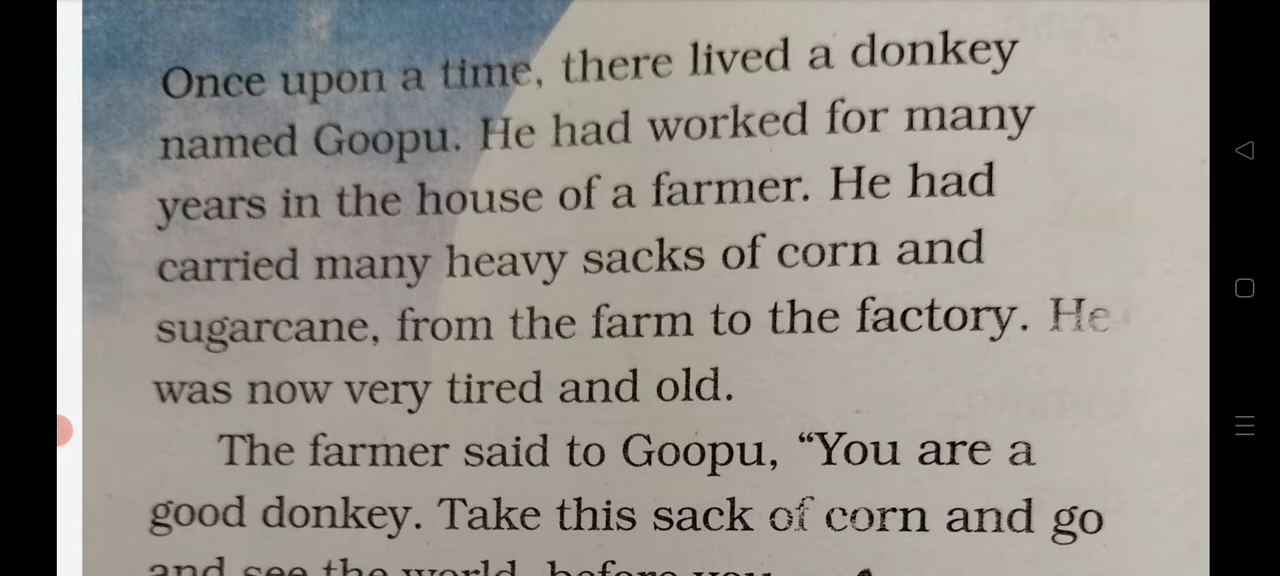 Once upon a time, there lived a donkey
named Goopu. He had worked for many
years in the house of a farmer. He had
carried many heavy sacks of corn and
sugarcane, from the farm to the factory. He
was now very tired and old.
The farmer said to Goopu, “You are a
good donkey. Take this sack of corn and go
and see the world, before you